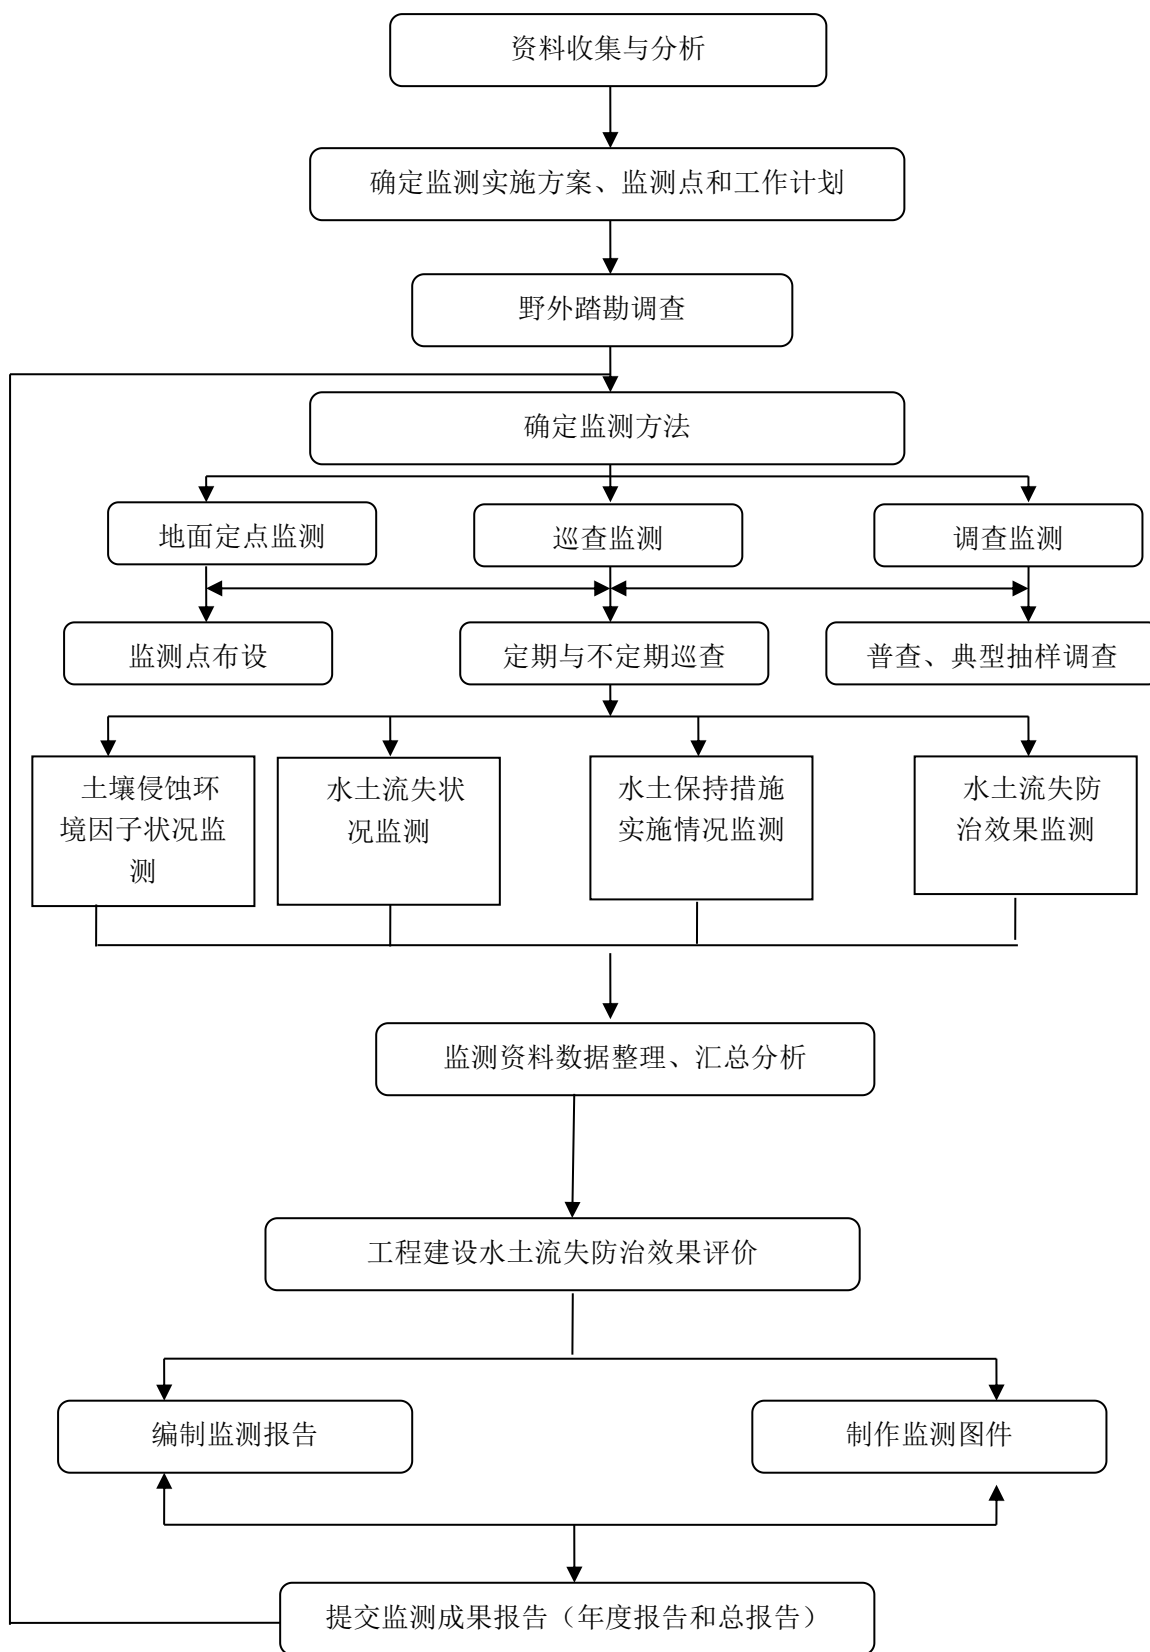 资料收集与分析
确定监测实施方案、监测点和工作计划
野外踏勘调查
确定监测方法
地面定点监测
巡查监测
调查监测
监测点布设
定期与不定期巡查
普查、典型抽样调查
土壤侵蚀环
境因子状况监
测
水土流失状
况监测
水土保持措施
实施情况监测
水土流失防
治效果监测
监测资料数据整理、汇总分析
工程建设水土流失防治效果评价
编制监测报告
制作监测图件
提交监测成果报告（年度报告和总报告）